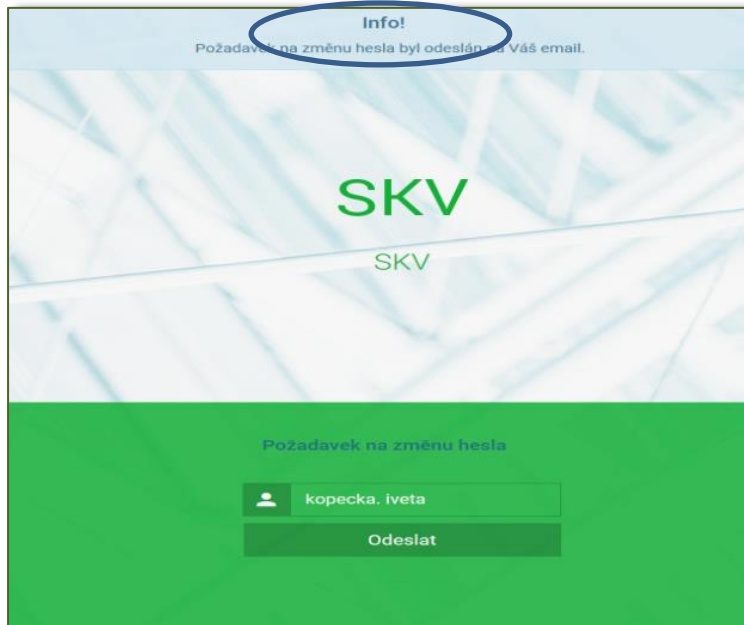 Info!
Požadavek na změnu hesla byl odeslán na Váš email.
SKV
SKV
Požadavek na změnu hesla
kopecka. iveta
Odeslat